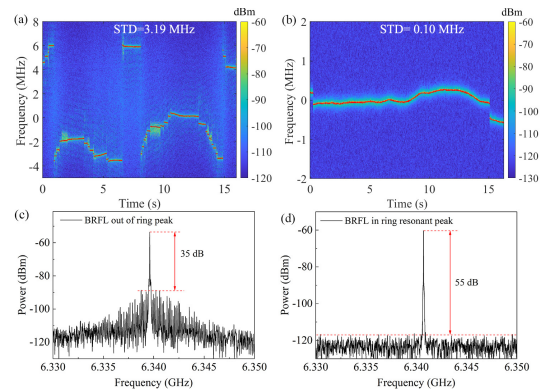 (a)
STD=3.19 MHz
dBm
8
6
4
2
0
-2
-4
Frequency (MHz)
0
5
10
15
Time (s)
-60
-70
-80
-90
-100
-110
-120
(b)
STD= 0.10 MHz
dBm
2
1
0
-1
-2
Frequency (MHz)
0
5
10
15
Time (s)
-60
-70
-80
-90
-100
-110
-120
-130
(c)
BRFL out of ring peak
35 dB
-60
-80
-100
-120
Power (dBm)
6.330
6.335
6.340
6.345
6.350
Frequency (GHz)
(d)
BRFL in ring resonant peak
55 dB
-60
-80
-100
-120
Power (dBm)
6.330
6.335
6.340
6.345
6.350
Frequency (GHz)